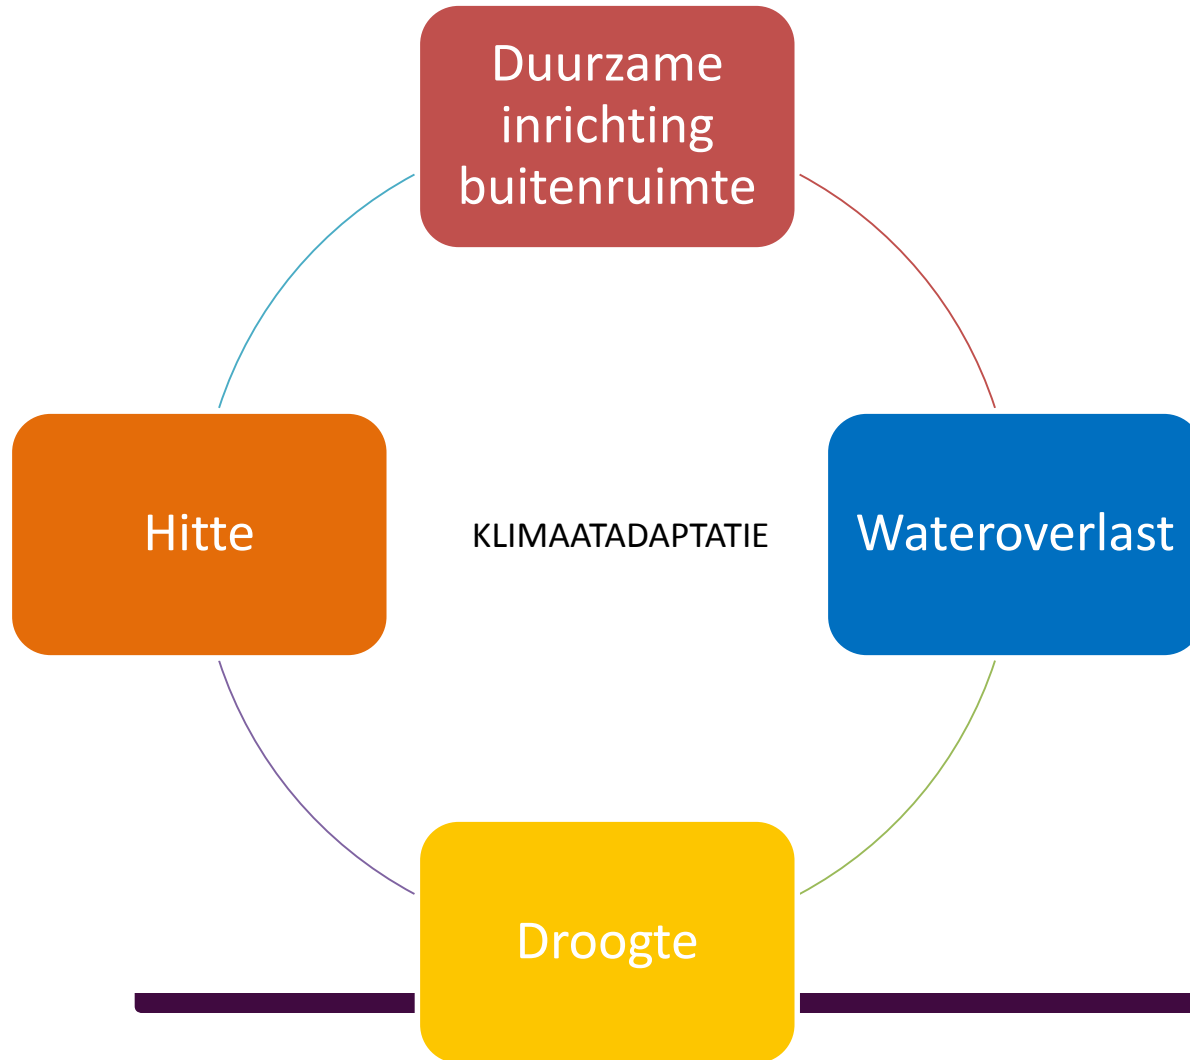 Duurzame
inrichting
buitenruimte
Hitte
KLIMAATADAPTATIE
Wateroverlast
Droogte